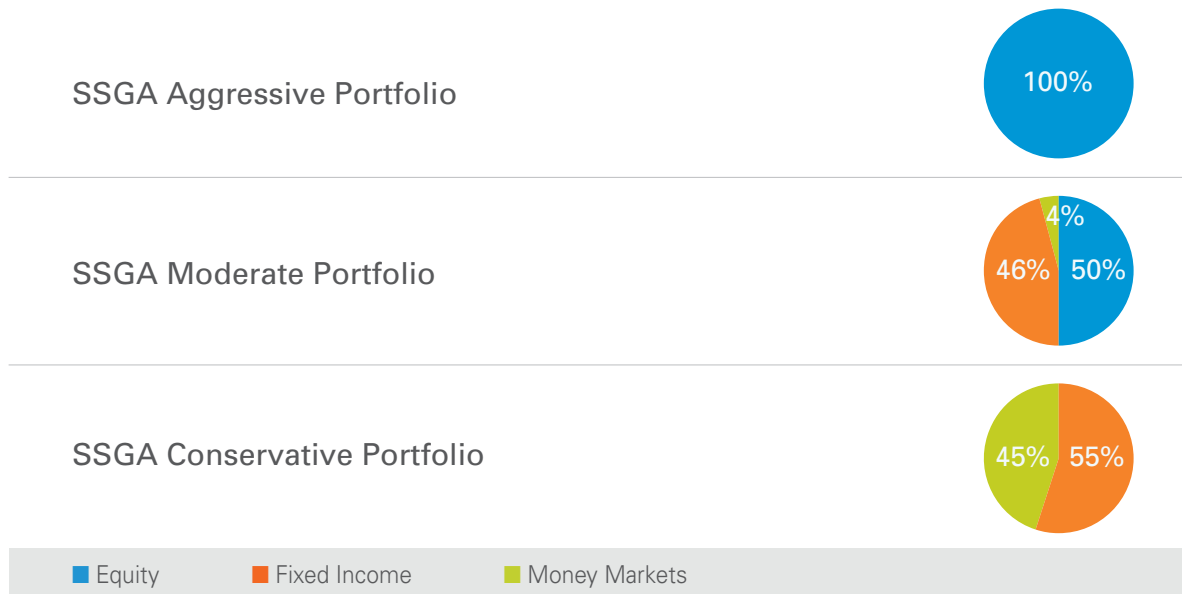 SSGA Aggressive Portfolio
100%
SSGA Moderate Portfolio
4%
46% 50%
SSGA Conservative Portfolio
45% 55%
Equity Fixed Income Money Markets